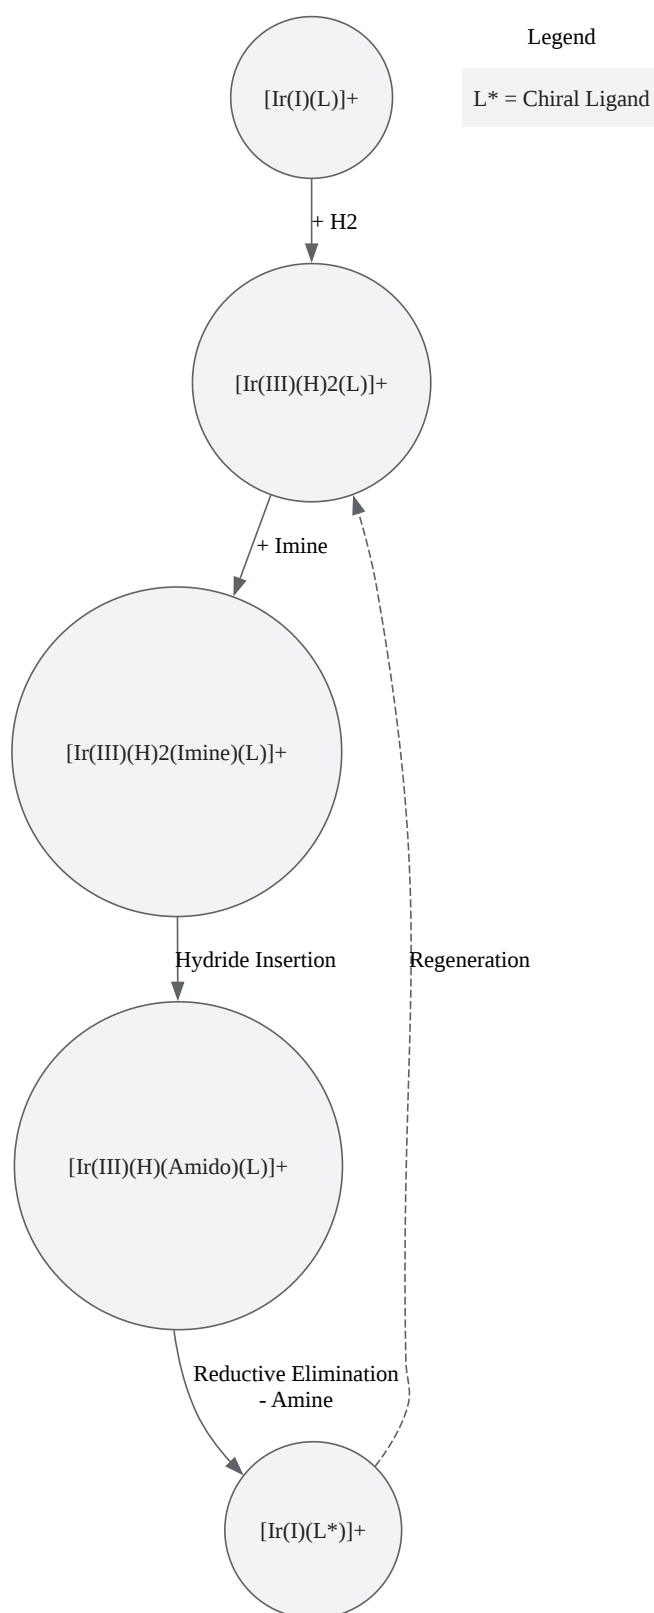 Legend
[Ir(I)(L)]+
L* = Chiral Ligand
+ H2
[Ir(III)(H)2(L)]+
+ Imine
[Ir(III)(H)2(Imine)(L)]+
Hydride Insertion
Regeneration
[Ir(III)(H)(Amido)(L)]+
Reductive Elimination
- Amine
[Ir(I)(L*)]+